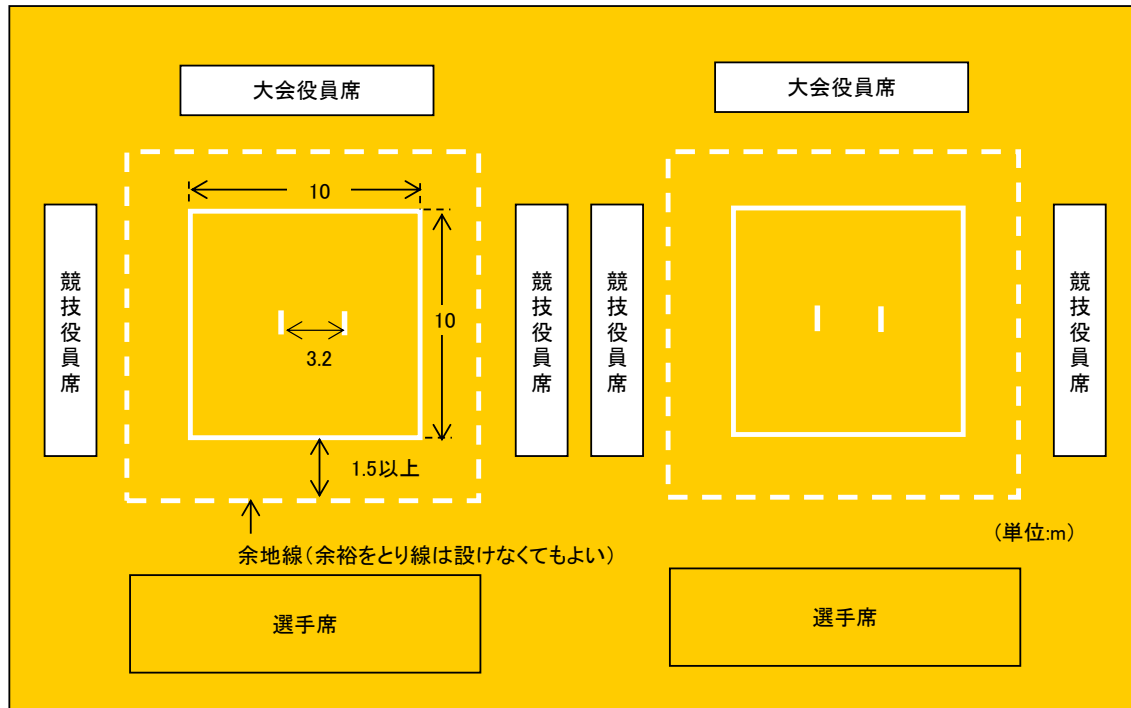 大会役員席
大会役員席
10
競技役員席
10
3.2
競技役員席
競技役員席
競技役員席
1.5以上
余地線(余裕をとり線は設けなくてもよい)
(単位:m)
選手席
選手席